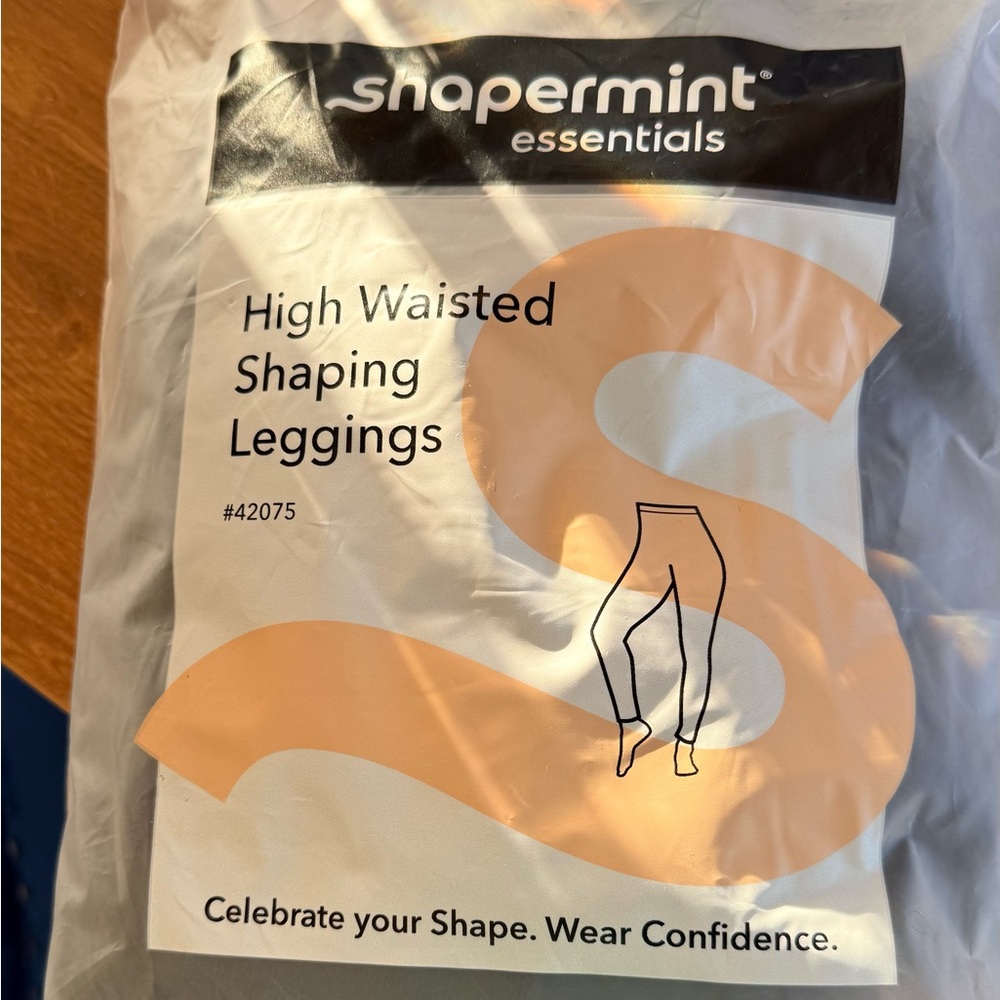 shapermint®
essentials
High Waisted
Shaping
Leggings
#42075
Celebrate your Shape. Wear Confidence.